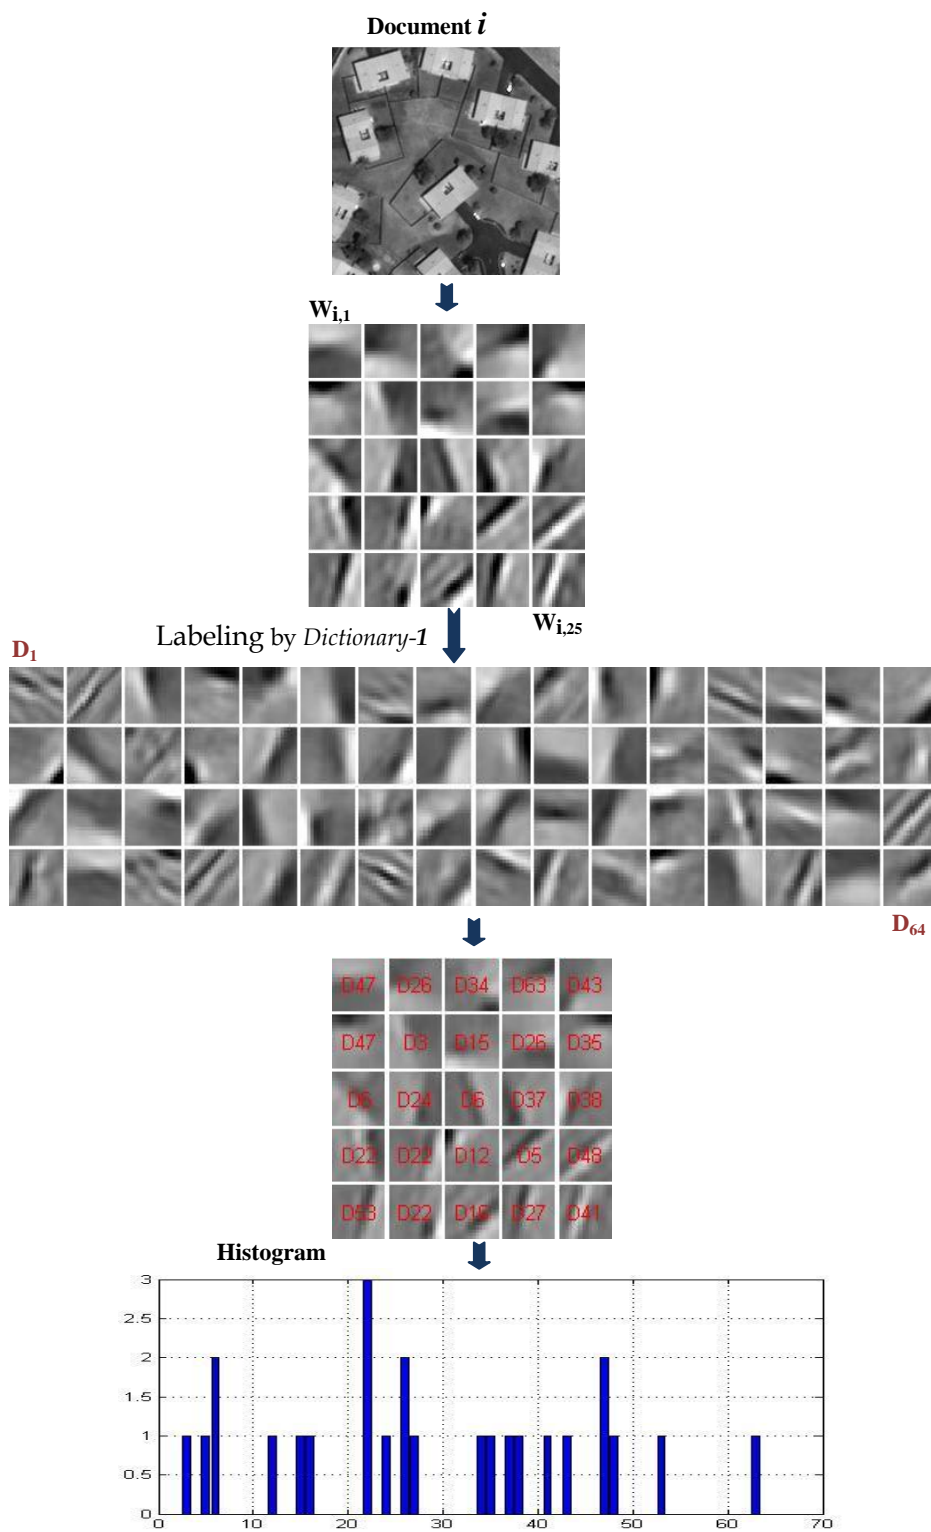 Document i
Wi,1
Wi,25
Labeling by Dictionary-1
D1
D64
D47 D26 D34 D63 D43
D47 D3 D15 D26 D35
D6 D24 D6 D37 D38
D22 D22 D12 D5 D48
D53 D22 D16 D27 D41
Histogram
3
2.5
2
1.5
1
0.5
0
0 10 20 30 40 50 60 70